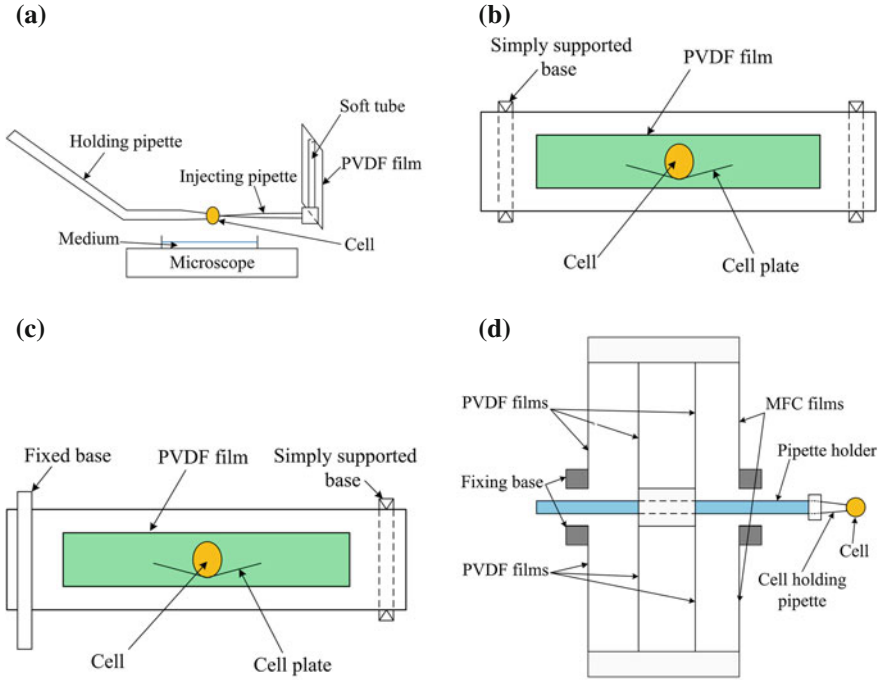 (a)
Holding pipette
Injecting pipette
Soft tube
PVDF film
Medium
Cell
Microscope
(b)
Simply supported
base
PVDF film
Cell
Cell plate
(c)
Fixed base
PVDF film
Simply supported
base
Cell
Cell plate
(d)
PVDF films
MFC films
Pipette holder
Fixing base
Cell
PVDF films
Cell holding
pipette